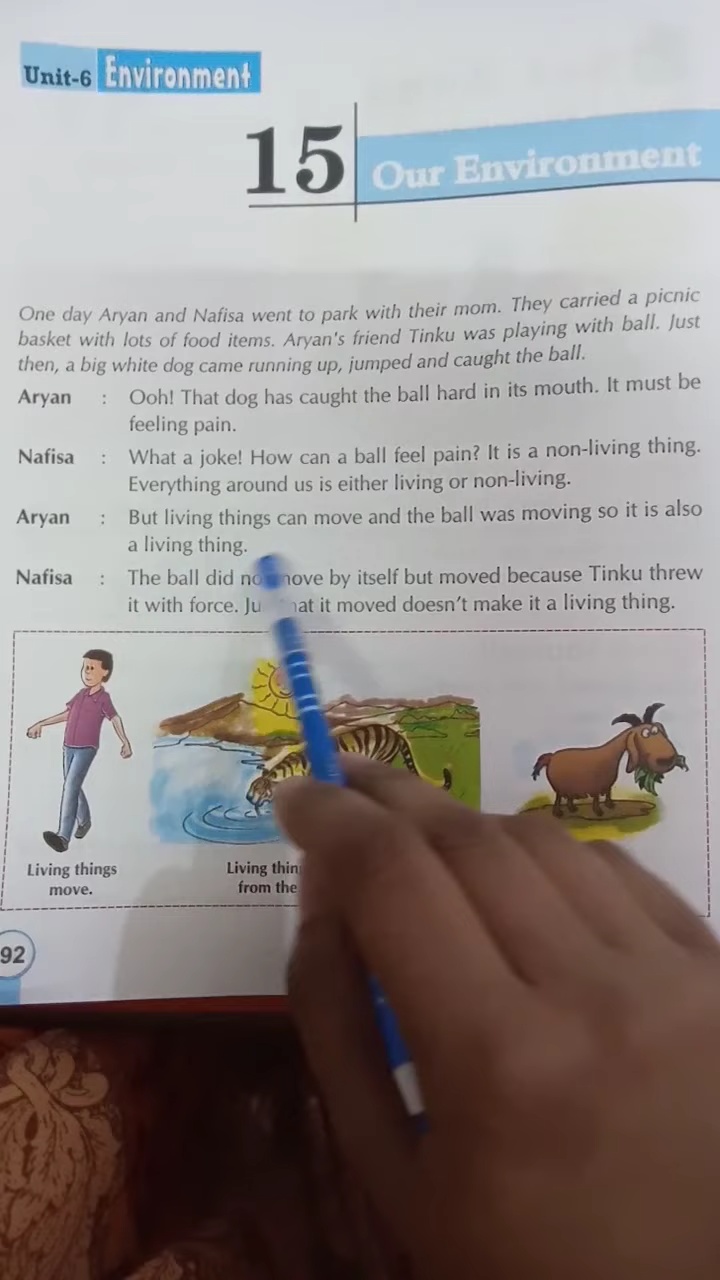 Unit-6 Environment
15 Our Environment
One day Aryan and Nafisa went to park with their mom. They carried a picnic
basket with lots of food items. Aryan's friend Tinku was playing with ball. Just
then, a big white dog came running up, jumped and caught the ball.
Aryan : Ooh! That dog has caught the ball hard in its mouth. It must be
feeling pain.
Nafisa : What a joke! How can a ball feel pain? It is a non-living thing.
Everything around us is either living or non-living.
Aryan : But living things can move and the ball was moving so it is also
a living thing.
Nafisa : The ball did move by itself but moved because Tinku threw
it with force. it moved doesn't make it a living thing.
Living things
move.
Living
from the
92